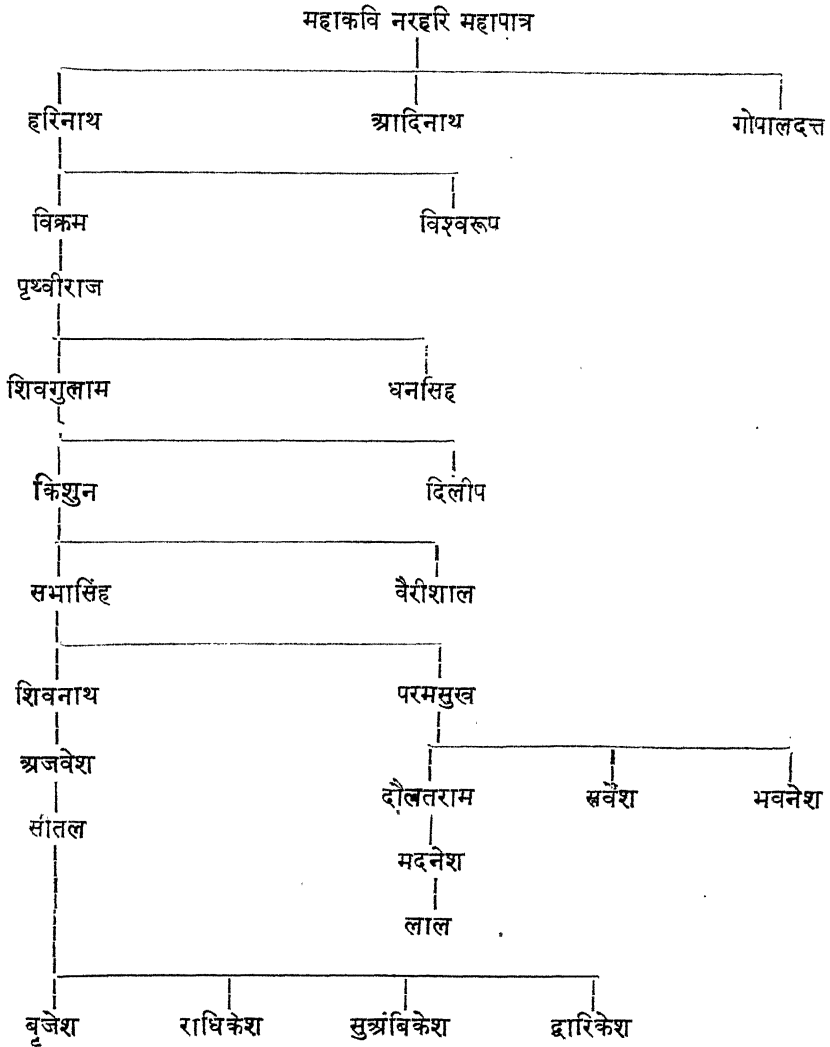 महाकवि नरहरि महापात्र
हरिनाथ आदिनाथ गोपालदत्त
विक्रम विश्वरूप
पृथ्वीराज
शिवगुलाम धनसिह
किशुन दिलीप
सभासिंह वैरीशाल
शिवनाथ परमसुख
अजवेश दौलतराम सर्वेश भवनेश
सीतल
मदनेश
लाल
बृजेश राधिकेश सुअंबिकेश द्वारिकेश